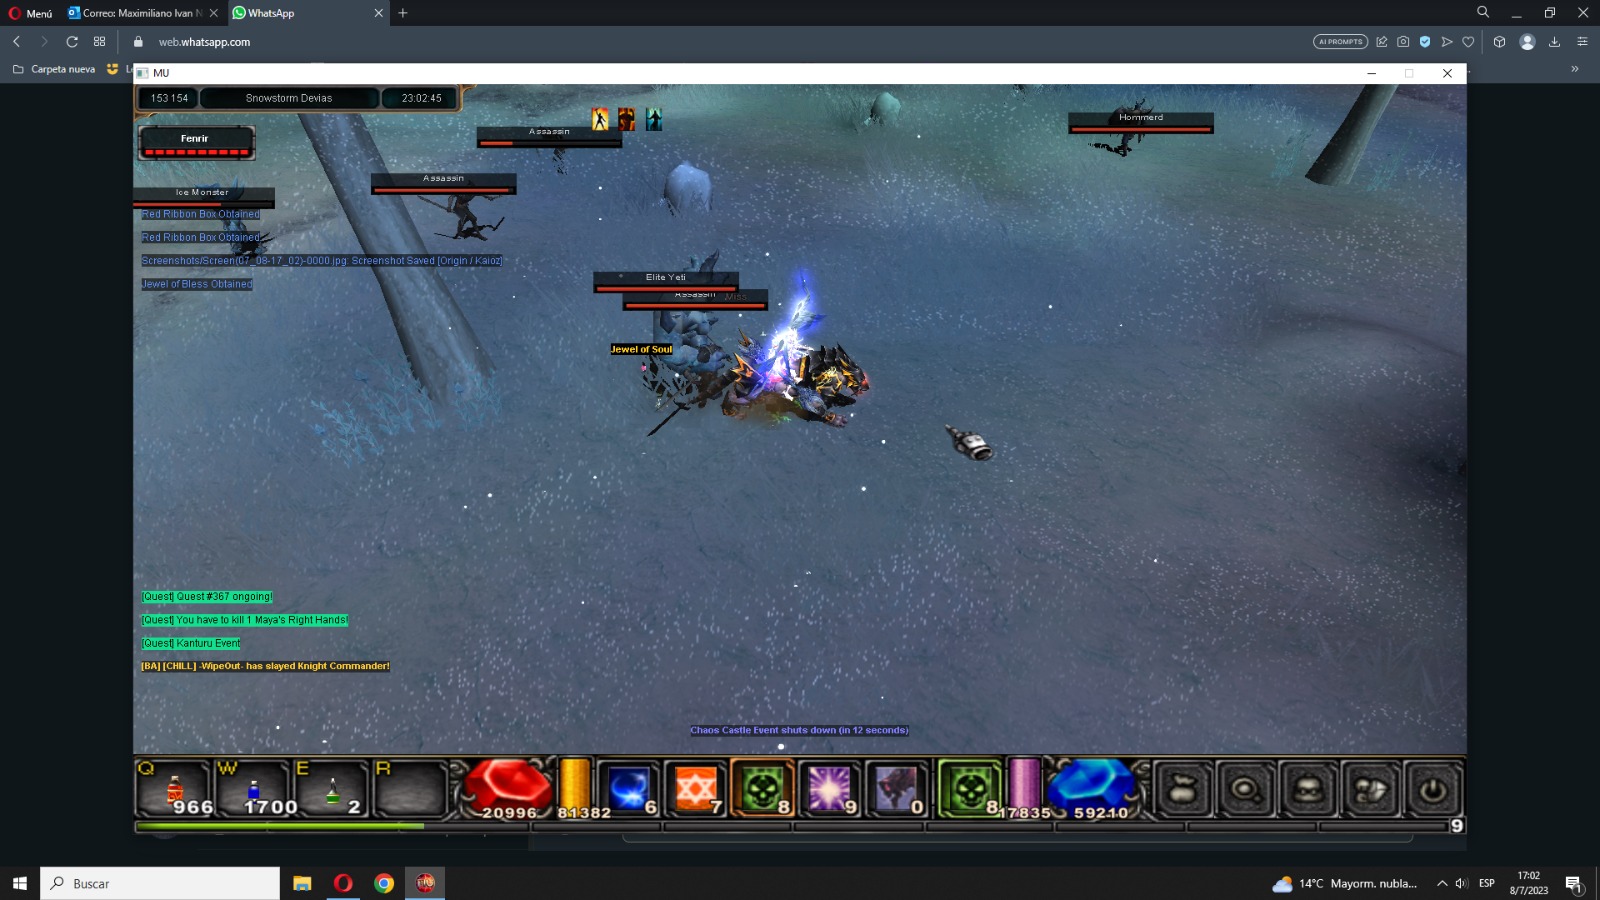 Menú
Correo: Maximiliano Ivan N
WhatsApp
web.whatsapp.com
AI PROMPTS
Carpeta nueva
MU
153 154
Snowstorm Devias
23:02:45
Fenrir
Assassin
Hommerd
Assassin
Ice Monster
Red Ribbon Box Obtained
Red Ribbon Box Obtained
Screenshots/Screen(07_08-17_02)-0000.jpg: Screenshot Saved [Origin / Kaioz]
Jewel of Bless Obtained
Elite Yeti
Assassin
Miss
Jewel of Soul
[Quest] Quest #367 ongoing!
[Quest] You have to kill 1 Maya's Right Hands!
[Quest] Kanturu Event
[BA] [CHILL] -WipeOut- has slayed Knight Commander!
Chaos Castle Event shuts down (in 12 seconds)
Q 966
W 1700
E 2
R
20996
81382
6
7
8
9
0
8
17835
59210
9
Buscar
14°C Mayorm. nubla...
ESP
17:02
8/7/2023
1